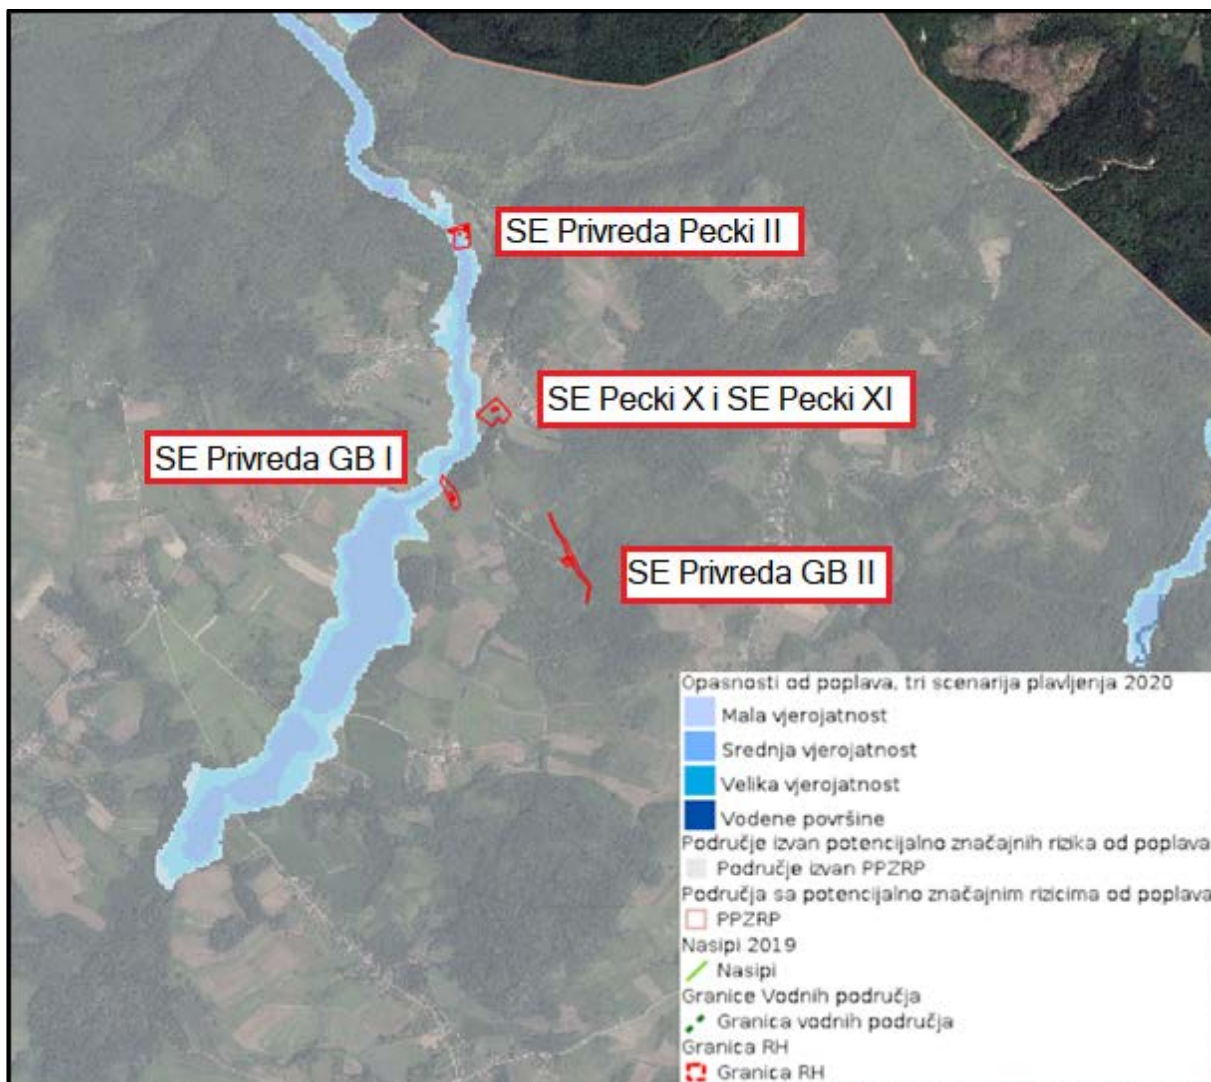 SE Privreda Pecki II
SE Pecki X i SE Pecki XI
SE Privreda GB I
SE Privreda GB II
Opasnosti od poplava, tri scenarija plavljenja 2020
Mala vjerojatnost
Srednja vjerojatnost
Velika vjerojatnost
Vodene površine
Područje izvan potencijalno značajnih rizika od poplava
Područje izvan PPZRP
Područja sa potencijalno značajnim rizicima od poplava
PPZRP
Nasipi 2019
Nasipi
Granice Vodnih područja
Granica vodnih područja
Granica RH
Granica RH